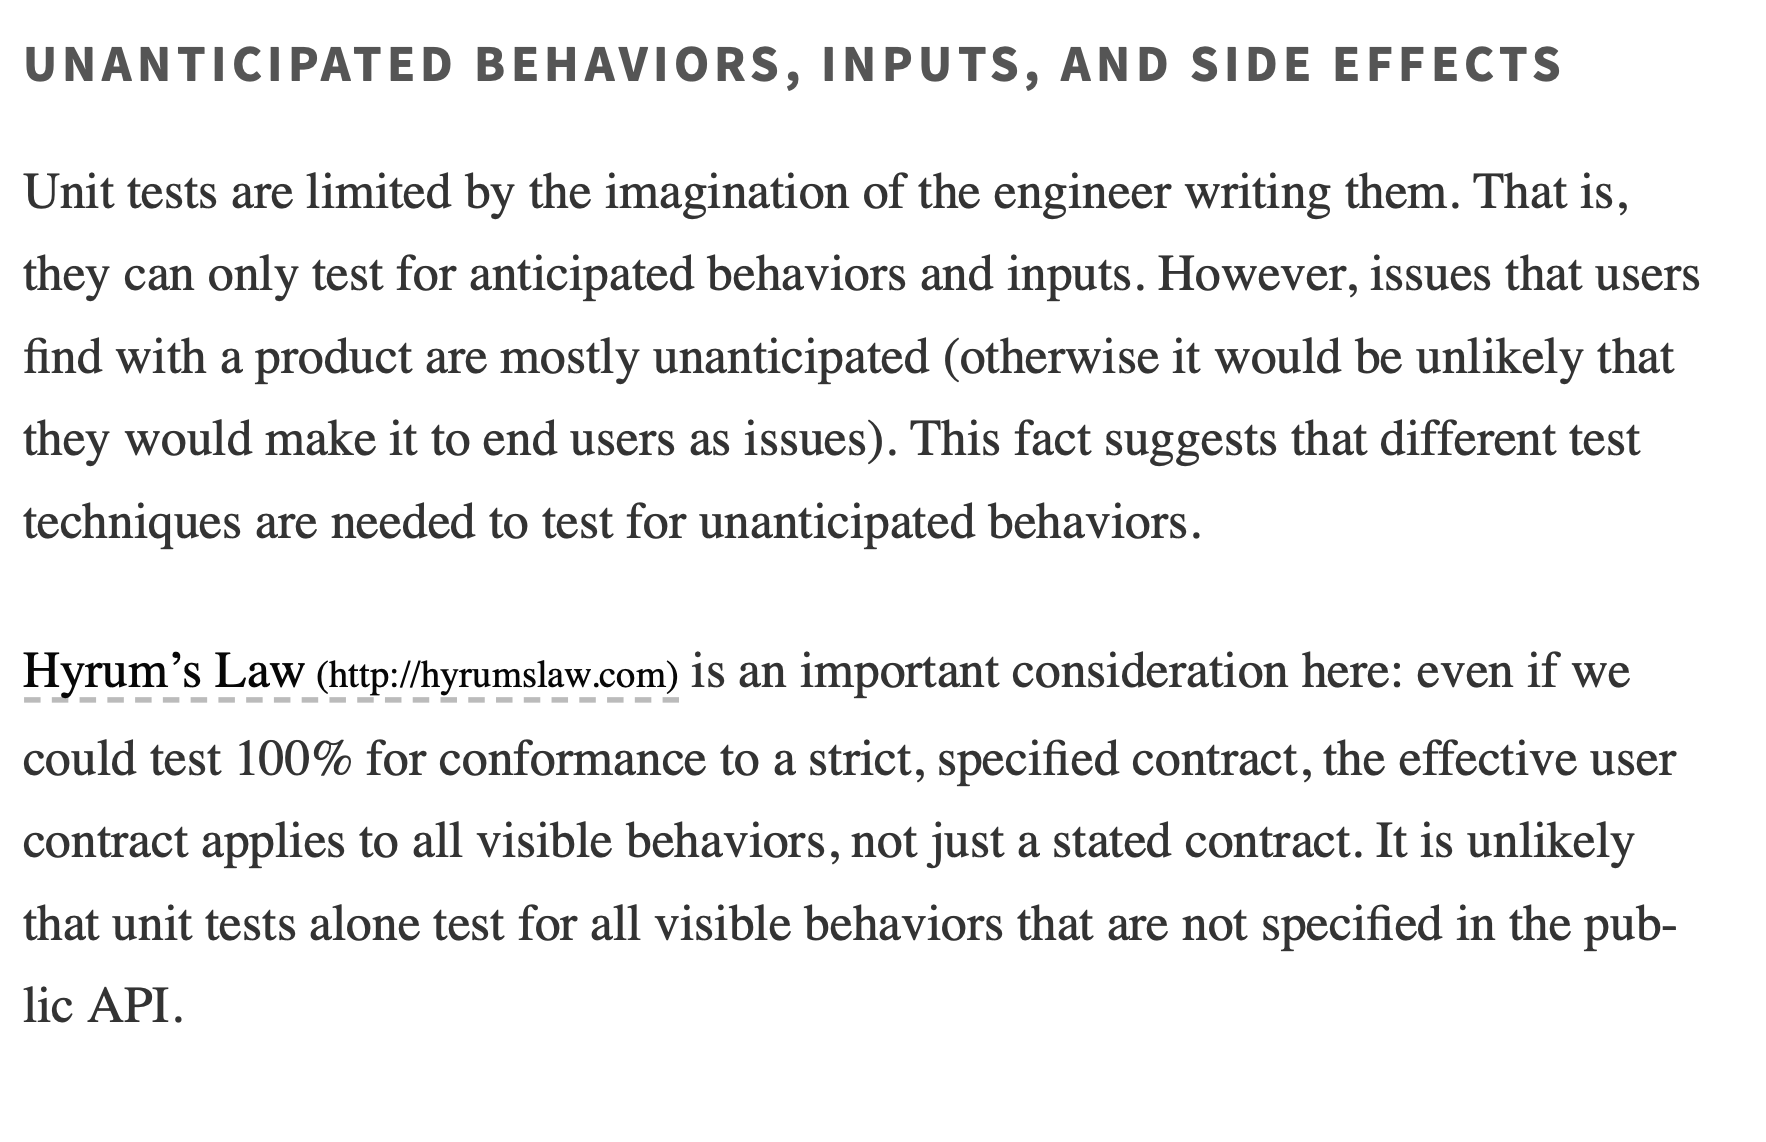 UNANTICIPATED BEHAVIORS, INPUTS, AND SIDE EFFECTS
Unit tests are limited by the imagination of the engineer writing them. That is,
they can only test for anticipated behaviors and inputs. However, issues that users
find with a product are mostly unanticipated (otherwise it would be unlikely that
they would make it to end users as issues). This fact suggests that different test
techniques are needed to test for unanticipated behaviors.
Hyrum’s Law (http://hyrumslaw.com) is an important consideration here: even if we
could test 100% for conformance to a strict, specified contract, the effective user
contract applies to all visible behaviors, not just a stated contract. It is unlikely
that unit tests alone test for all visible behaviors that are not specified in the pub-
lic API.